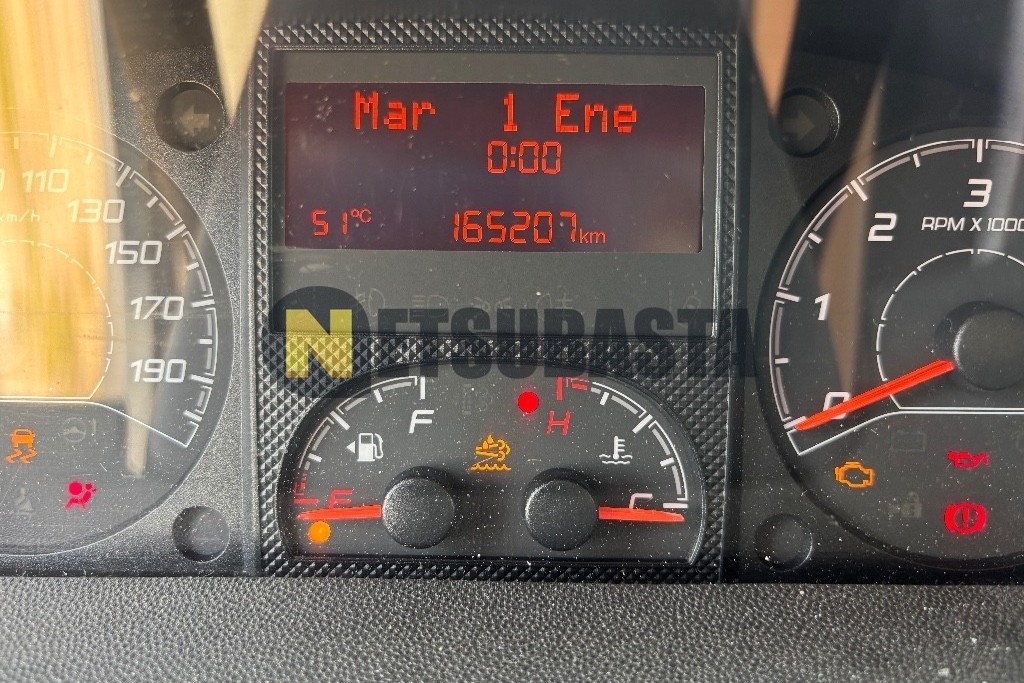 Mar 1 Ene
0:00
51°C 165207km
110
km/h
130
150
170
190
3
2
RPM X 1000
1
0
NETSUBASTA
F
H
E
C